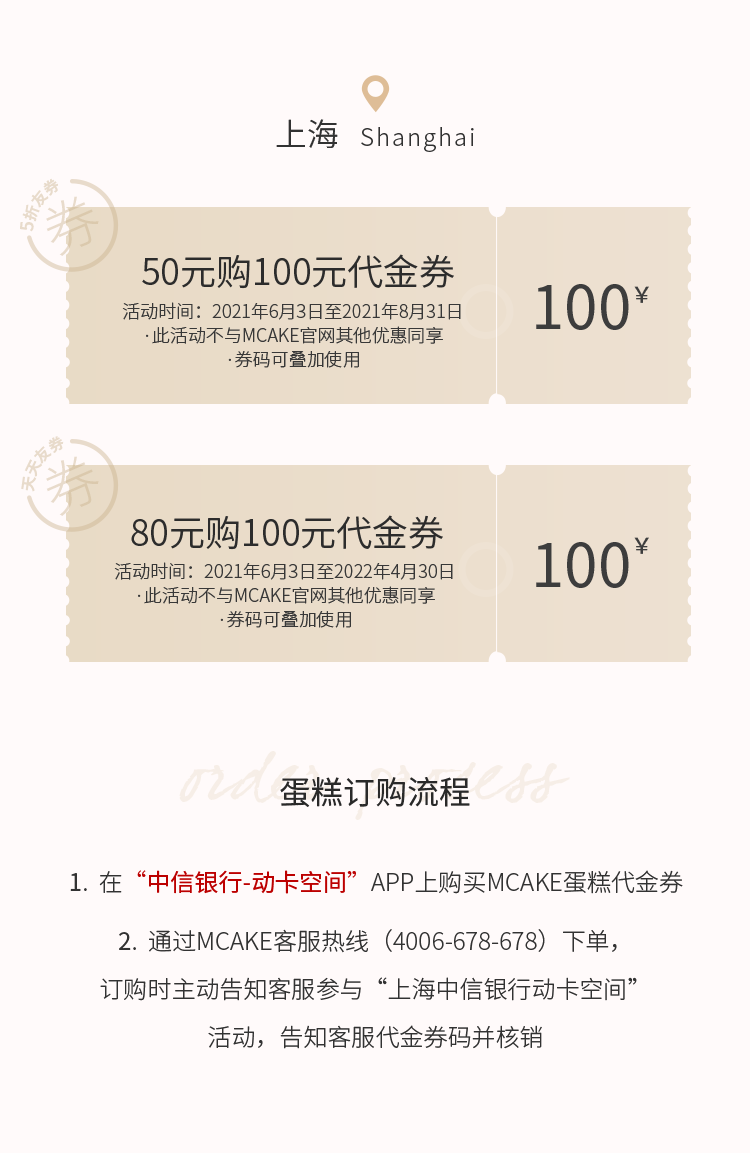 上海 Shanghai
5折友券
券
50元购100元代金券
活动时间：2021年6月3日至2021年8月31日
·此活动不与MCAKE官网其他优惠同享
·券码可叠加使用
100¥
天天友券
券
80元购100元代金券
活动时间：2021年6月3日至2022年4月30日
·此活动不与MCAKE官网其他优惠同享
·券码可叠加使用
100¥
order process
蛋糕订购流程
1. 在“中信银行-动卡空间”APP上购买MCAKE蛋糕代金券
2. 通过MCAKE客服热线（4006-678-678）下单，
订购时主动告知客服参与“上海中信银行动卡空间”
活动，告知客服代金券码并核销